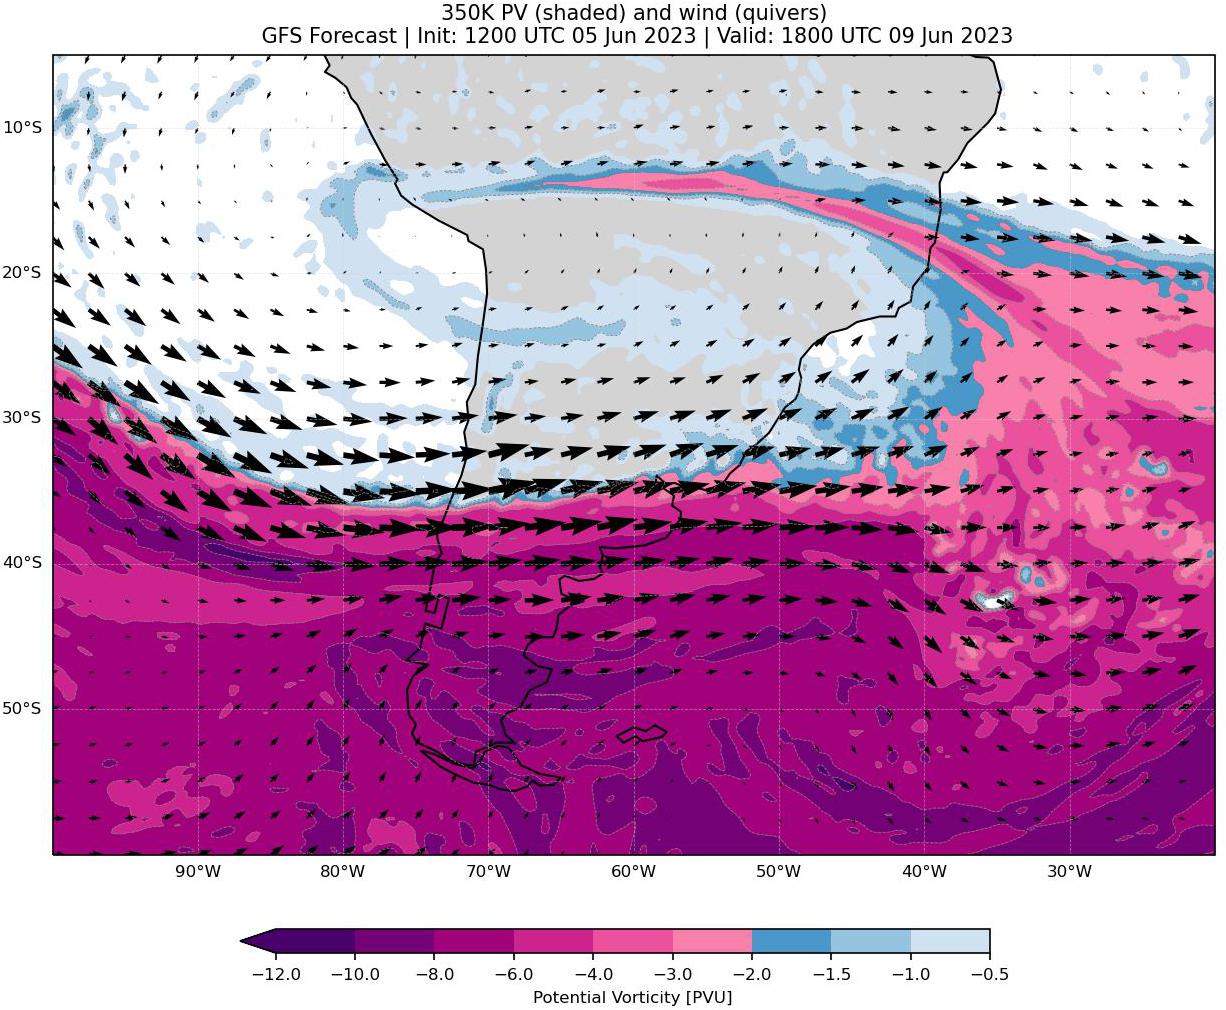 350K PV (shaded) and wind (quivers)
GFS Forecast | Init: 1200 UTC 05 Jun 2023 | Valid: 1800 UTC 09 Jun 2023
10°S
20°S
30°S
40°S
50°S
90°W 80°W 70°W 60°W 50°W 40°W 30°W
−12.0 −10.0 −8.0 −6.0 −4.0 −3.0 −2.0 −1.5 −1.0 −0.5
Potential Vorticity [PVU]